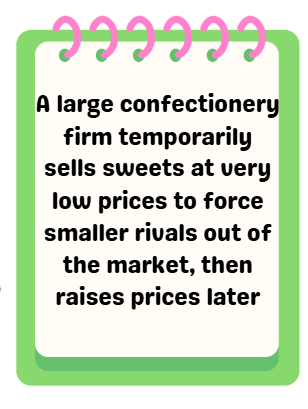 A large confectionery
firm temporarily
sells sweets at very
low prices to force
smaller rivals out of
the market, then
raises prices later